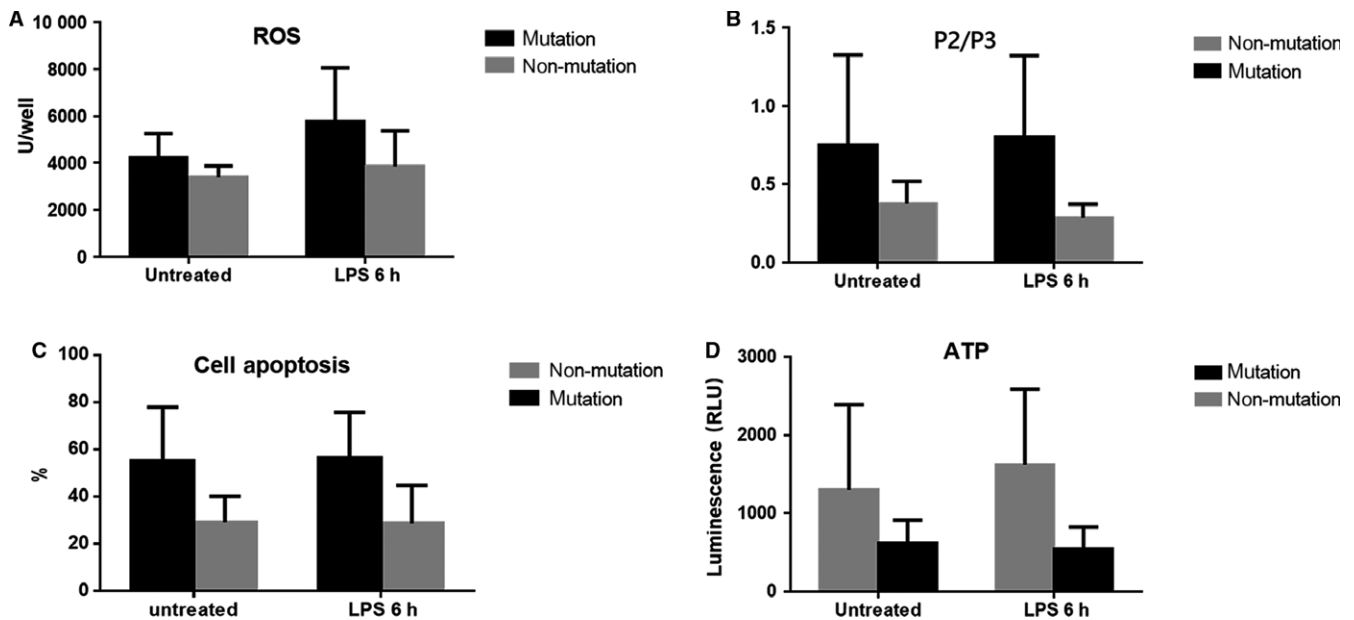 A
ROS
10 000
8000
6000
4000
2000
0
U/well
Untreated
LPS 6 h
Mutation
Non-mutation
B
P2/P3
1.5
1.0
0.5
0.0
Untreated
LPS 6 h
Non-mutation
Mutation
C
Cell apoptosis
100
80
60
40
20
0
%
untreated
LPS 6 h
Non-mutation
Mutation
D
ATP
3000
2000
1000
0
Luminescence (RLU)
Untreated
LPS 6 h
Mutation
Non-mutation